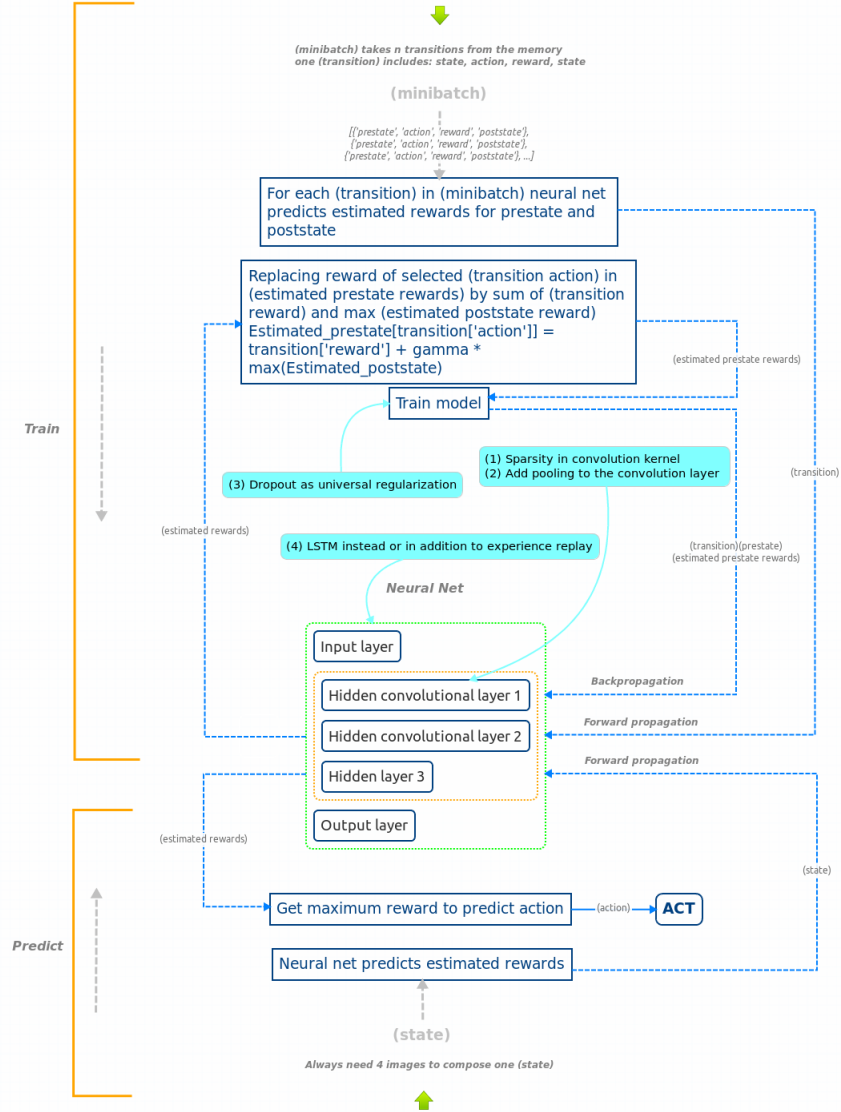 (minibatch) takes n transitions from the memory
one (transition) includes: state, action, reward, state
(minibatch)
[{'prestate', 'action', 'reward', 'poststate'},
{'prestate', 'action', 'reward', 'poststate'},
{'prestate', 'action', 'reward', 'poststate'}, ...]
For each (transition) in (minibatch) neural net
predicts estimated rewards for prestate and
poststate
Replacing reward of selected (transition action) in
(estimated prestate rewards) by sum of (transition
reward) and max (estimated poststate reward)
Estimated_prestate[transition['action']] =
transition['reward'] + gamma *
max(Estimated_poststate)
(estimated prestate rewards)
Train model
Train
(1) Sparsity in convolution kernel
(2) Add pooling to the convolution layer
(3) Dropout as universal regularization
(transition)
(estimated rewards)
(4) LSTM instead or in addition to experience replay
(transition)(prestate)
(estimated prestate rewards)
Neural Net
Input layer
Backpropagation
Hidden convolutional layer 1
Forward propagation
Hidden convolutional layer 2
Forward propagation
Hidden layer 3
Output layer
(estimated rewards)
(state)
Get maximum reward to predict action
(action)
ACT
Predict
Neural net predicts estimated rewards
(state)
Always need 4 images to compose one (state)